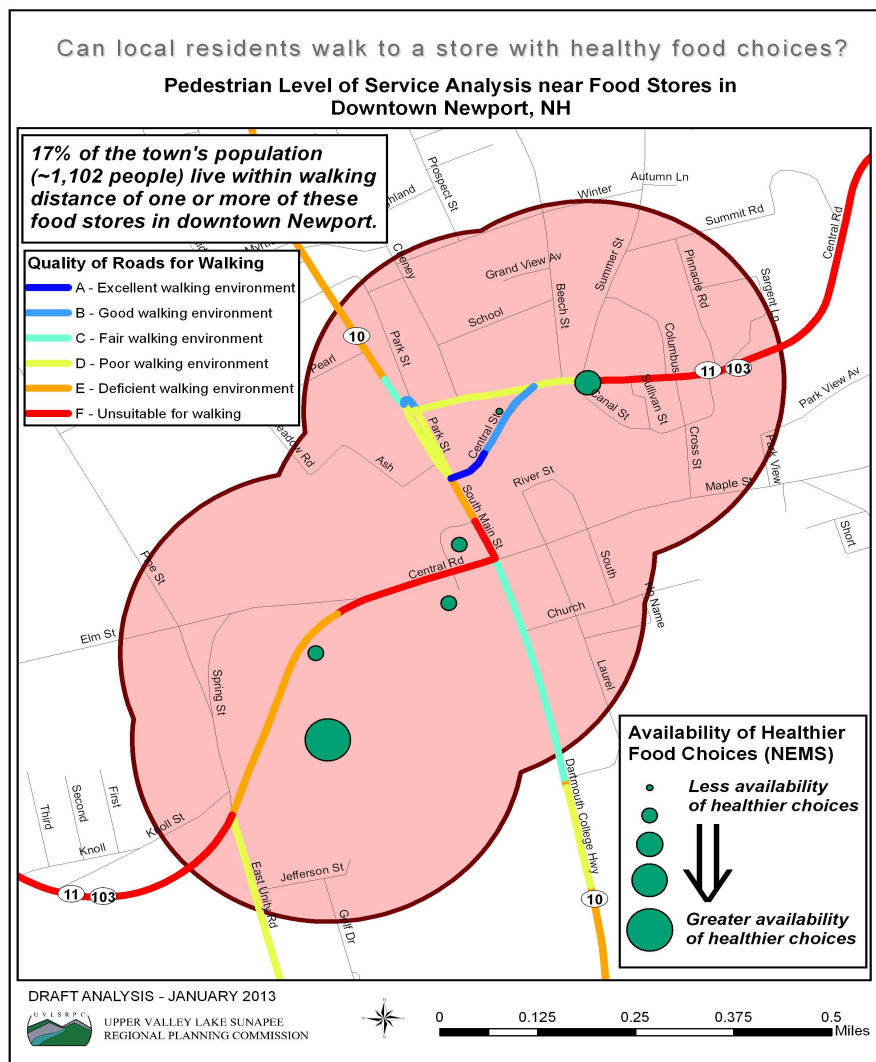 Can local residents walk to a store with healthy food choices?
Pedestrian Level of Service Analysis near Food Stores in
Downtown Newport, NH
17% of the town's population
(~1,102 people) live within walking
distance of one or more of these
food stores in downtown Newport.
Quality of Roads for Walking
A - Excellent walking environment
B - Good walking environment
C - Fair walking environment
D - Poor walking environment
E - Deficient walking environment
F - Unsuitable for walking
Prospect St
Autumn Ln
Winter
Summit Rd
Central Rd
Cheney
Grand View Av
Summer St
Pinnacle Rd
Sargent Ln
Beech St
School
Columbus
10
Park St
Pearl
11
103
Park View Av
Canal St
Sullivan St
Central St
Park St
Cross St
Park View
Ash
River St
Maple St
South Main St
Short
Pine St
Central Rd
South
No Name
Church
Elm St
Spring St
Laurel
Dartmouth College Hwy
First
Second
Third
Knoll St
Knoll
11
103
East Unity Rd
Jefferson St
Golf Dr
10
Availability of Healthier
Food Choices (NEMS)
Less availability
of healthier choices
Greater availability
of healthier choices
DRAFT ANALYSIS - JANUARY 2013
UVLSRPC
UPPER VALLEY LAKE SUNAPEE
REGIONAL PLANNING COMMISSION
0 0.125 0.25 0.375 0.5
Miles